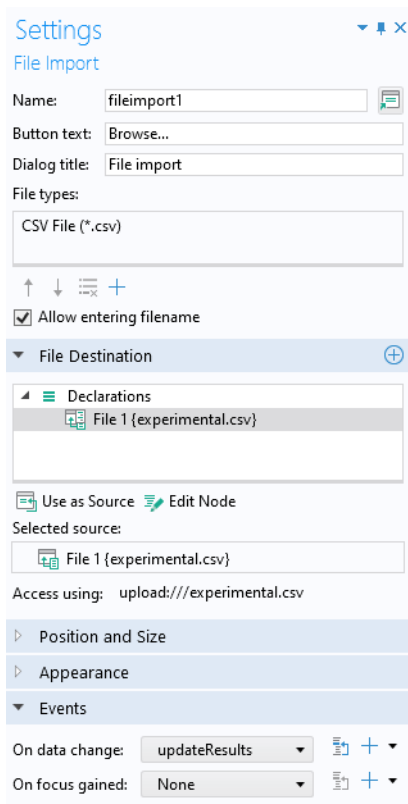 Settings
File Import
Name: fileimport1
Button text: Browse...
Dialog title: File import
File types:
CSV File (*.csv)
Allow entering filename
File Destination
Declarations
File 1 {experimental.csv}
Use as Source Edit Node
Selected source:
File 1 {experimental.csv}
Access using: upload:///experimental.csv
Position and Size
Appearance
Events
On data change: updateResults
On focus gained: None